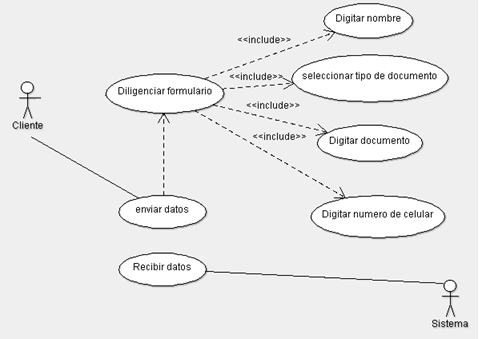 Digitar nombre
<<include>>
seleccionar tipo de documento
<<include>>
Diligenciar formulario
<<include>>
Cliente
Digitar documento
<<include>>
enviar datos
Digitar numero de celular
Recibir datos
Sistema